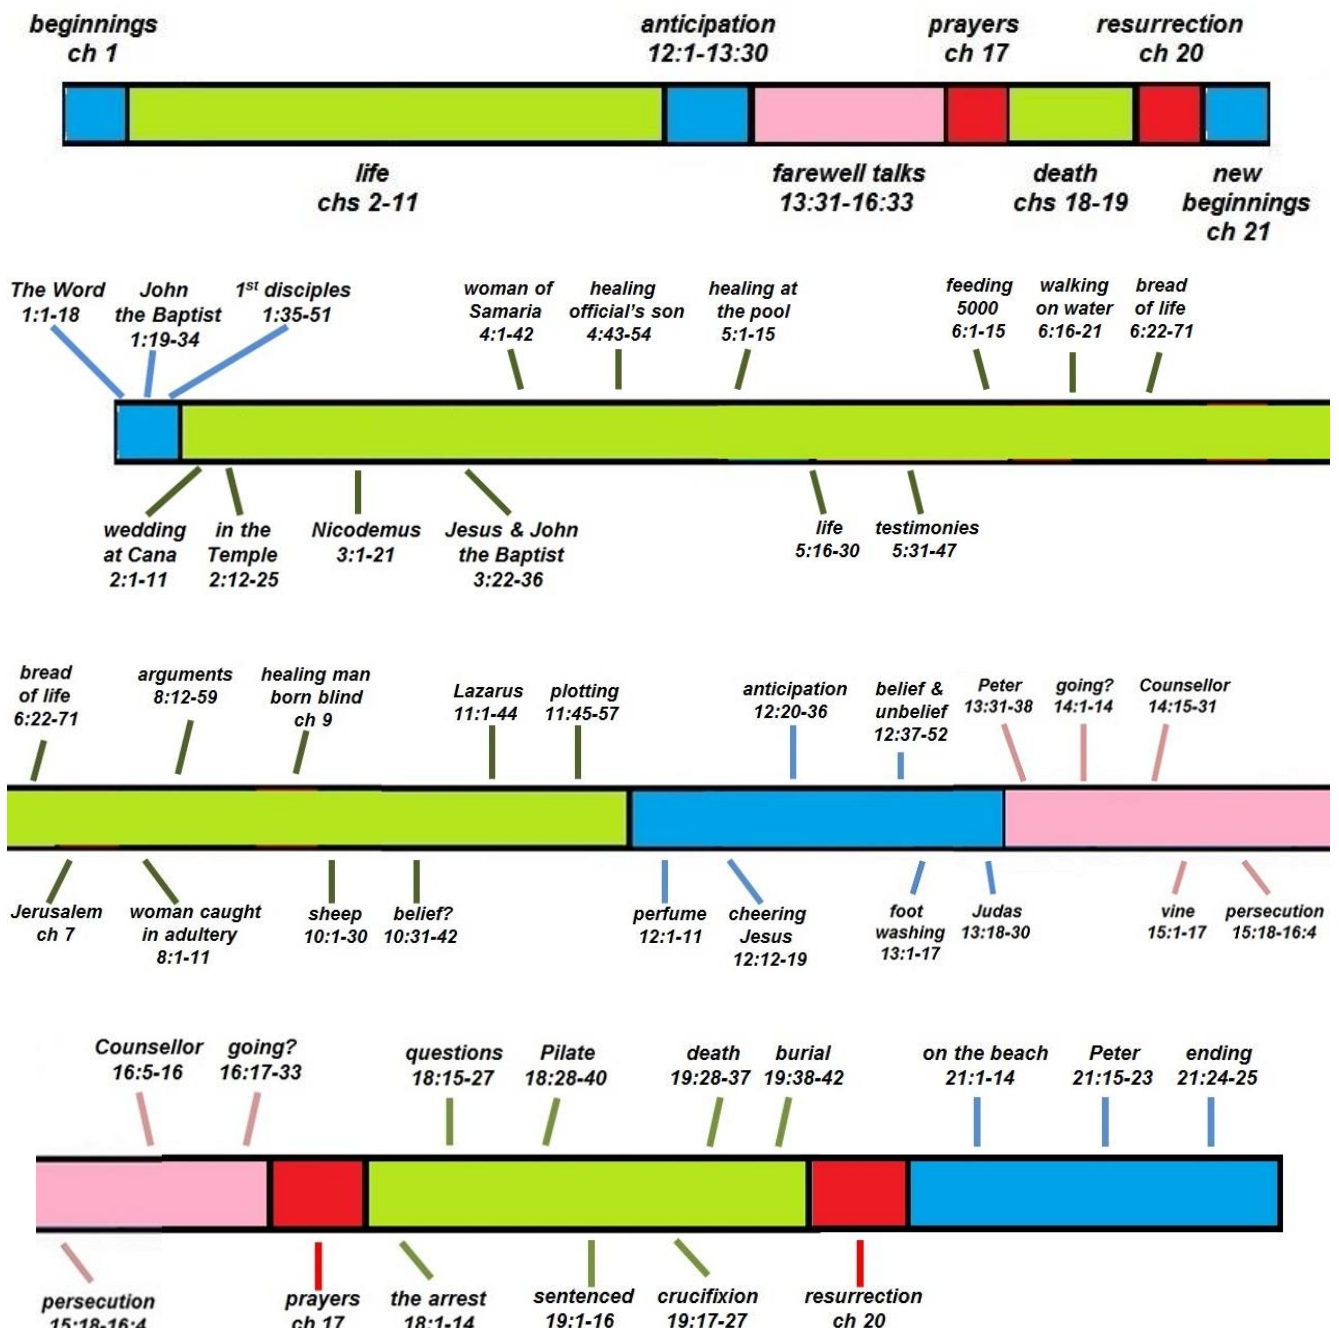 beginnings
ch 1
anticipation
12:1-13:30
prayers
ch 17
resurrection
ch 20
life
chs 2-11
farewell talks
13:31-16:33
death
chs 18-19
new
beginnings
ch 21
The Word
1:1-18
John
the Baptist
1:19-34
1st disciples
1:35-51
woman of
Samaria
4:1-42
healing
official's son
4:43-54
healing at
the pool
5:1-15
feeding
5000
6:1-15
walking
on water
6:16-21
bread
of life
6:22-71
wedding
at Cana
2:1-11
in the
Temple
2:12-25
Nicodemus
3:1-21
Jesus & John
the Baptist
3:22-36
life
5:16-30
testimonies
5:31-47
bread
of life
6:22-71
arguments
8:12-59
healing man
born blind
ch 9
Lazarus
11:1-44
plotting
11:45-57
anticipation
12:20-36
belief &
unbelief
12:37-52
Peter
13:31-38
going?
14:1-14
Counsellor
14:15-31
Jerusalem
ch 7
woman caught
in adultery
8:1-11
sheep
10:1-30
belief?
10:31-42
perfume
12:1-11
cheering
Jesus
12:12-19
foot
washing
13:1-17
Judas
13:18-30
vine
15:1-17
persecution
15:18-16:4
Counsellor
16:5-16
going?
16:17-33
questions
18:15-27
Pilate
18:28-40
death
19:28-37
burial
19:38-42
on the beach
21:1-14
Peter
21:15-23
ending
21:24-25
persecution
15:18-16:4
prayers
ch 17
the arrest
18:1-14
sentenced
19:1-16
crucifixion
19:17-27
resurrection
ch 20